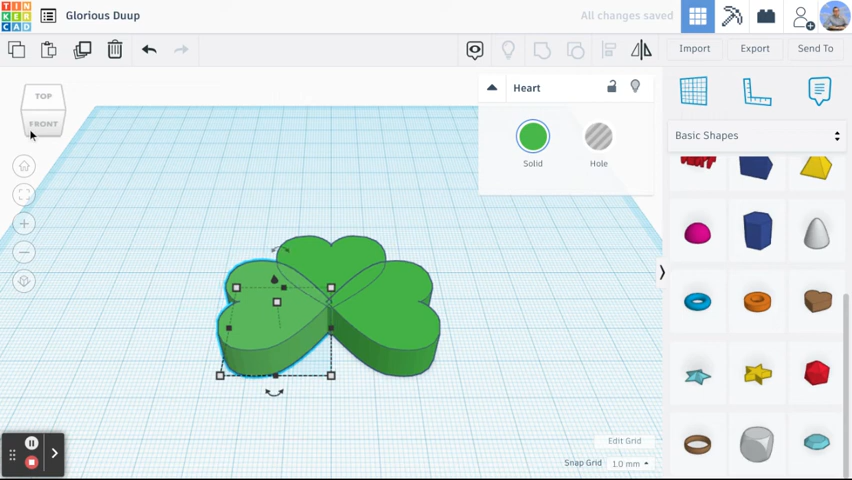 TIN
KER
CAD
Glorious Duup
All changes saved
Import
Export
Send To
TOP
FRONT
Heart
Solid
Hole
Basic Shapes
Edit Grid
Snap Grid 1.0 mm